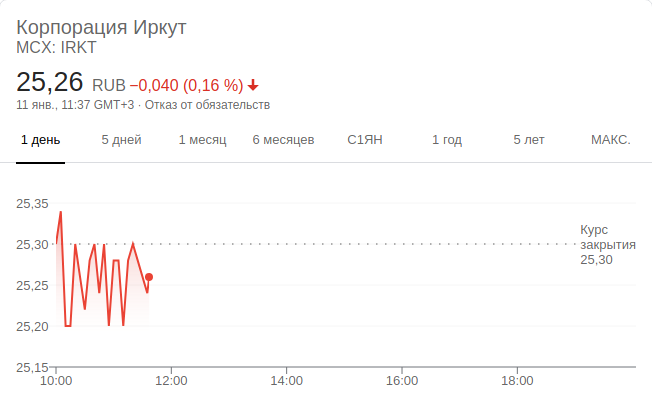 Корпорация Иркут
MCX: IRKT
25,26 RUB −0,040 (0,16 %)
11 янв., 11:37 GMT+3 · Отказ от обязательств
1 день 5 дней 1 месяц 6 месяцев С1ЯН 1 год 5 лет МАКС.
25,35
25,30
25,25
25,20
25,15
Курс
закрытия
25,30
10:00 12:00 14:00 16:00 18:00